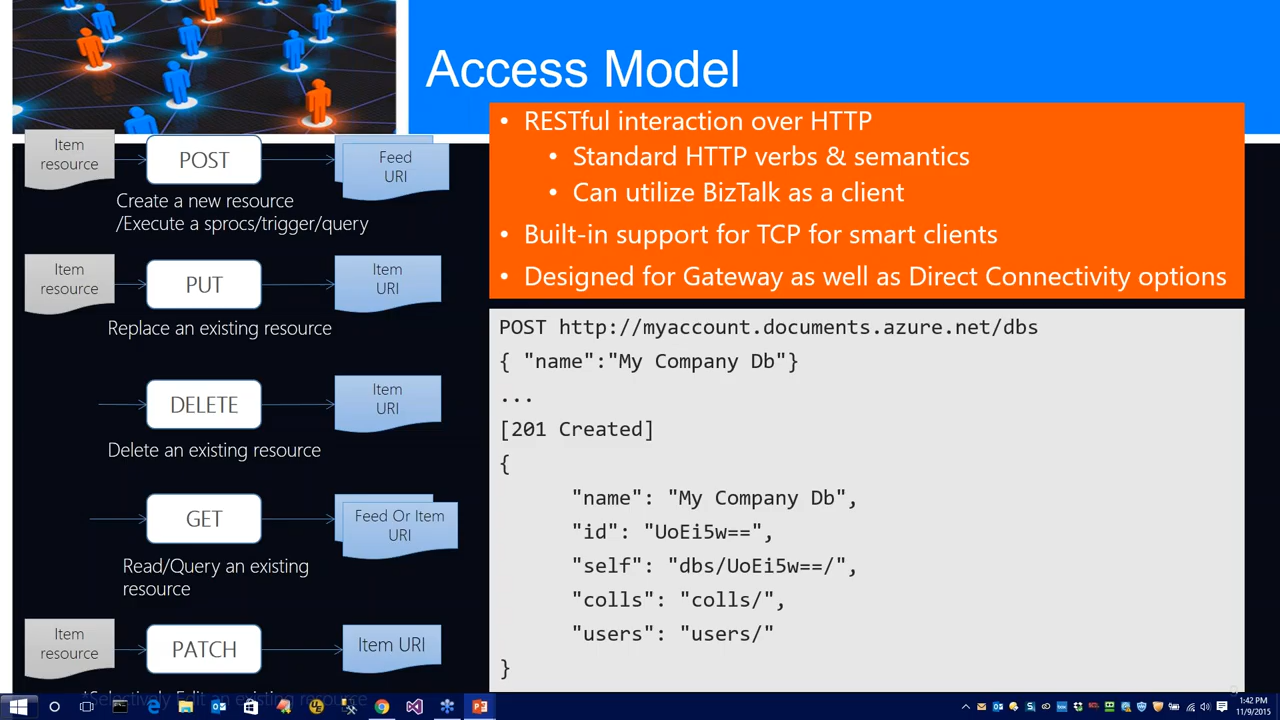 Access Model
Item
resource
POST
Feed
URI
Create a new resource
/Execute a sprocs/trigger/query
Item
resource
PUT
Item
URI
Replace an existing resource
DELETE
Item
URI
Delete an existing resource
GET
Feed Or Item
URI
Read/Query an existing
resource
Item
resource
PATCH
Item URI
*Selectively Edit an existing resource
• RESTful interaction over HTTP
• Standard HTTP verbs & semantics
• Can utilize BizTalk as a client
• Built-in support for TCP for smart clients
• Designed for Gateway as well as Direct Connectivity options
POST http://myaccount.documents.azure.net/dbs
{ "name":"My Company Db"}
...
[201 Created]
{
"name": "My Company Db",
"id": "UoEi5w==",
"self": "dbs/UoEi5w==/",
"colls": "colls/",
"users": "users/"
}
1:42 PM
11/9/2015